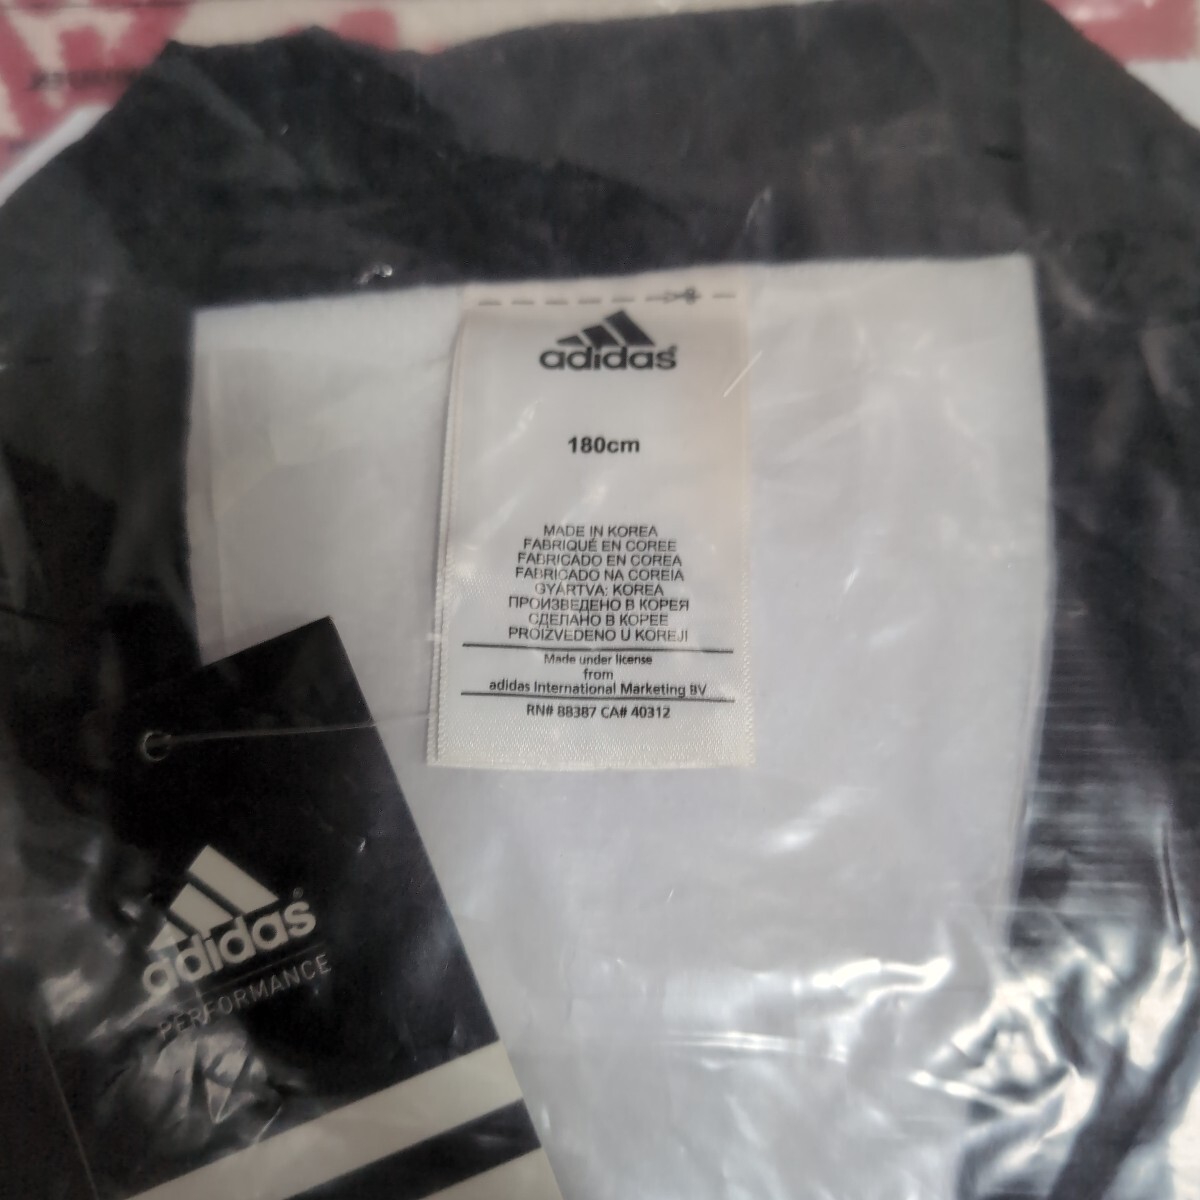 adidas
180cm
MADE IN KOREA
FABRIQUÉ EN COREE
FABRICADO EN COREA
FABRICADO NA COREIA
GYÁRTVA: KOREA
ПРОИЗВЕДЕНО В КОРЕЯ
СДЕЛАНО В КОРЕЕ
PROIZVEDENO U KOREJI
Made under license
from
adidas International Marketing BV
RN# 88387 CA# 40312
adidas®
PERFORMANCE